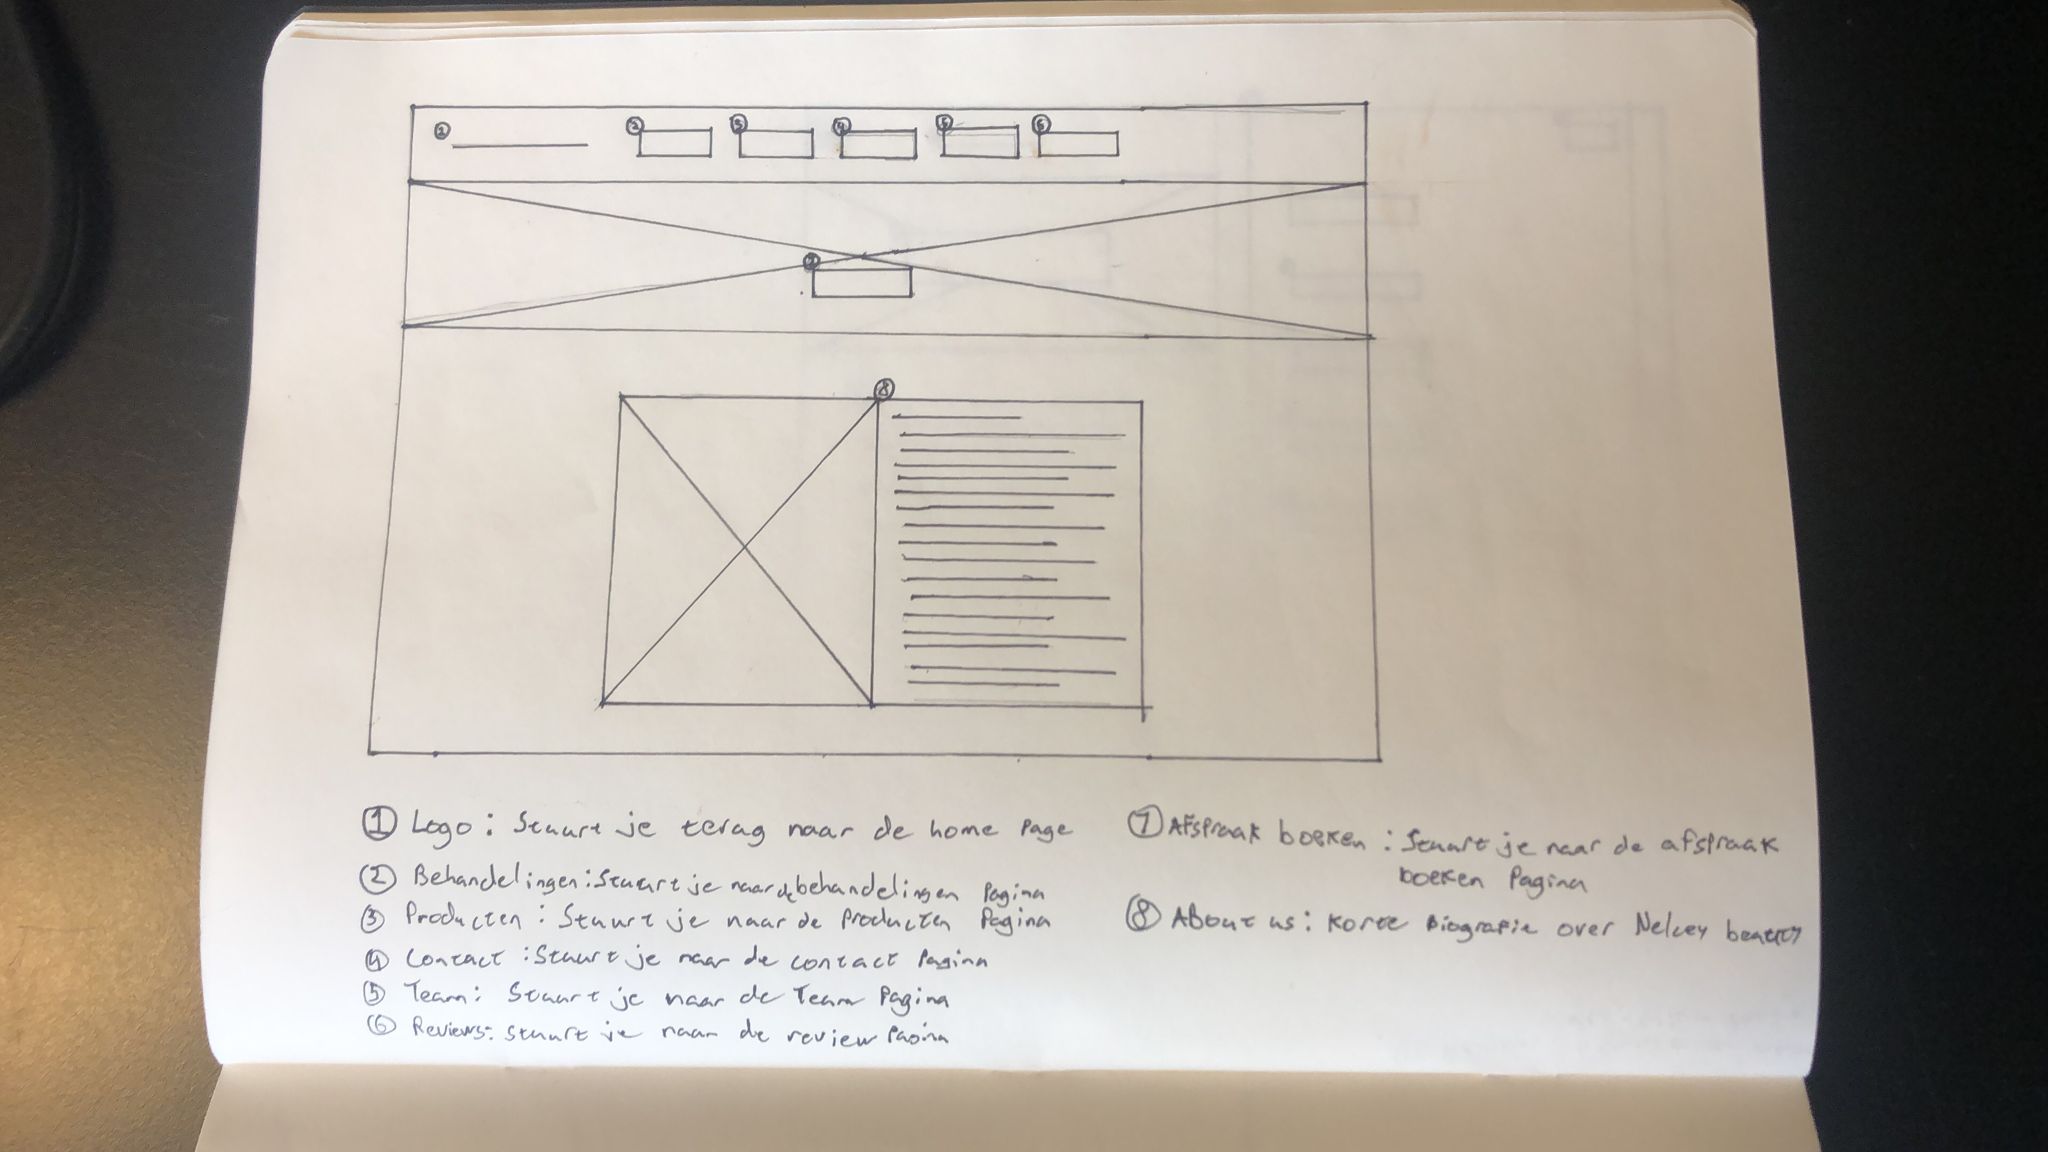 ① ② ③ ④ ⑤ ⑥
⑦
⑧
① Logo : Stuurt je terug naar de home page
② Behandelingen : Stuurt je naar de behandelingen Pagina
③ Producten : Stuurt je naar de Producten Pagina
④ Contact : Stuurt je naar de contact Pagina
⑤ Team : Stuurt je naar de Team Pagina
⑥ Reviews : Stuurt je naar de review Pagina
⑦ Afspraak boeken : Stuurt je naar de afspraak
boeken Pagina
⑧ About us : Korte Biografie over Nelcey beauty